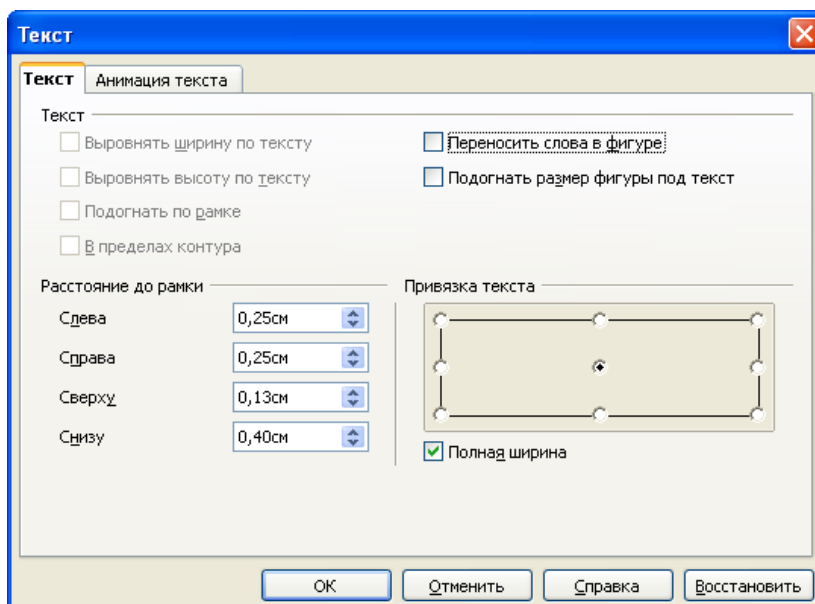 Текст
Текст Анимация текста
Текст
Выровнять ширину по тексту
Выровнять высоту по тексту
Подогнать по рамке
В пределах контура
Переносить слова в фигуре
Подогнать размер фигуры под текст
Расстояние до рамки
Слева 0,25см
Справа 0,25см
Сверху 0,13см
Снизу 0,40см
Привязка текста
Полная ширина
ОК Отменить Справка Восстановить